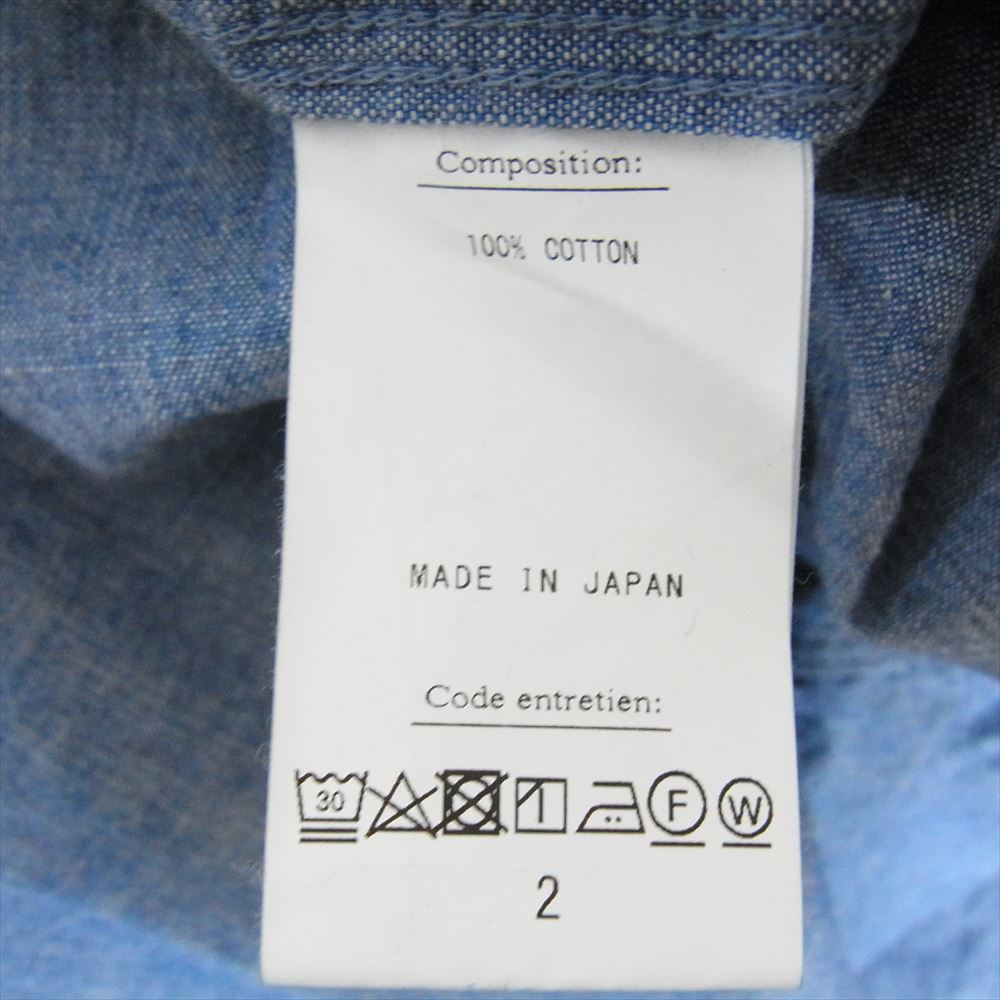 Composition:
100% COTTON
MADE IN JAPAN
Code entretien:
30 F W
2